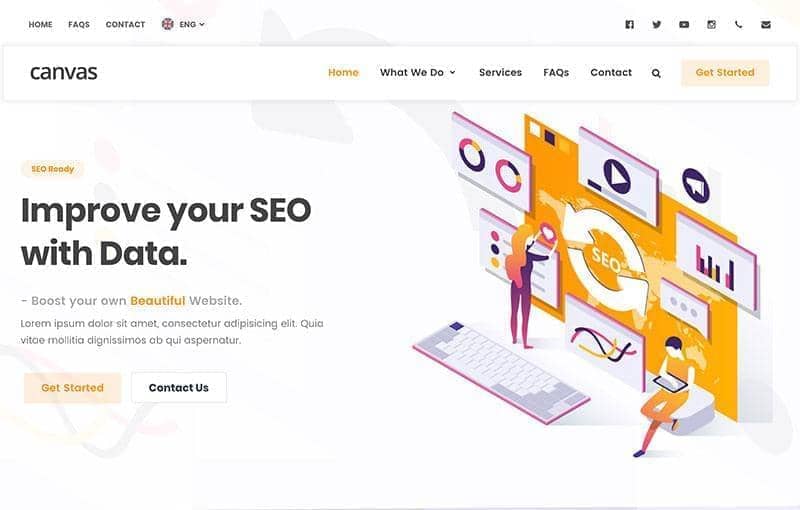 HOME FAQS CONTACT ENG
canvas
Home What We Do Services FAQs Contact Get Started
SEO Ready
Improve your SEO
with Data.
- Boost your own Beautiful Website.
Lorem ipsum dolor sit amet, consectetur adipisicing elit. Quia
vitae mollitia dignissimos ab qui aspernatur.
Get Started Contact Us
SEO